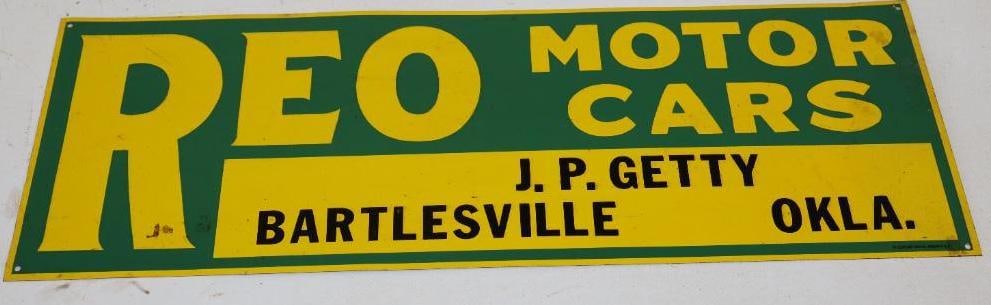 REO MOTOR
CARS
J. P. GETTY
BARTLESVILLE OKLA.